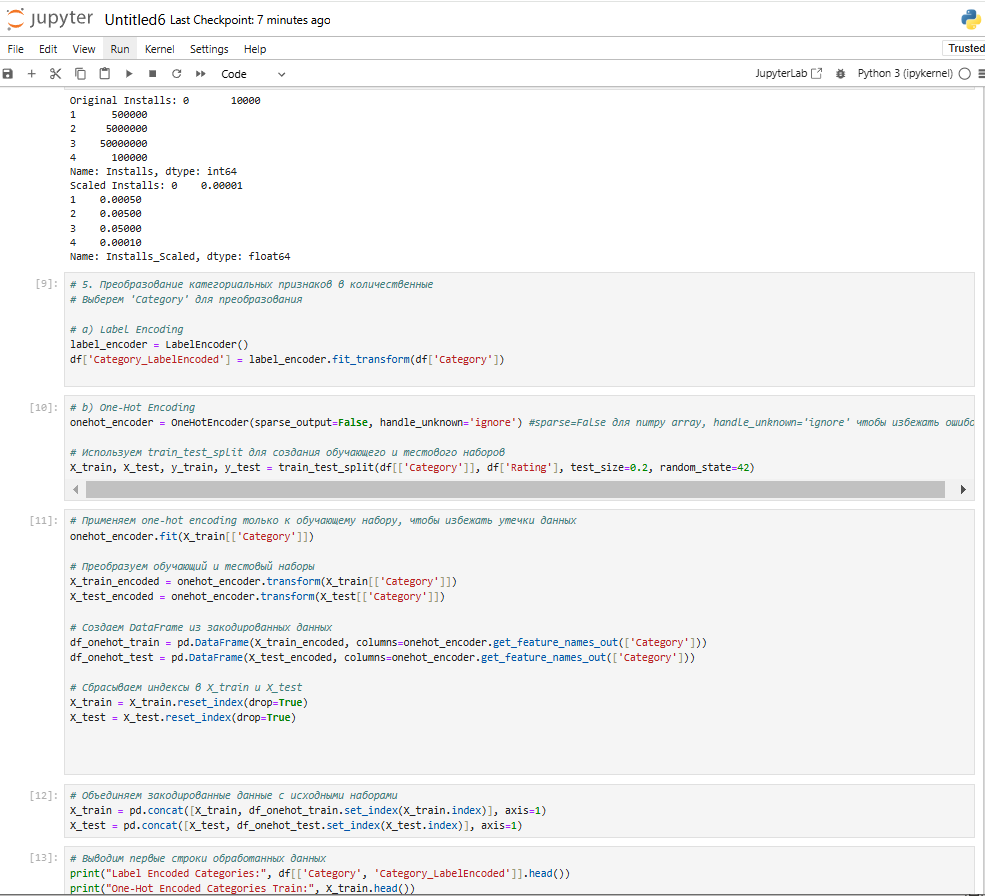 jupyter Untitled6 Last Checkpoint: 7 minutes ago
File Edit View Run Kernel Settings Help Trusted
Code JupyterLab Python 3 (ipykernel)
Original Installs: 0 10000
1 500000
2 5000000
3 50000000
4 100000
Name: Installs, dtype: int64
Scaled Installs: 0 0.00001
1 0.00050
2 0.00500
3 0.05000
4 0.00010
Name: Installs_Scaled, dtype: float64
[9]: # 5. Преобразование категориальных признаков в количественные
# Выберем 'Category' для преобразования
# a) Label Encoding
label_encoder = LabelEncoder()
df['Category_LabelEncoded'] = label_encoder.fit_transform(df['Category'])
[10]: # b) One-Hot Encoding
onehot_encoder = OneHotEncoder(sparse_output=False, handle_unknown='ignore') #sparse=False для numpy array, handle_unknown='ignore' чтобы избежать ошибо
# Используем train_test_split для создания обучающего и тестового наборов
X_train, X_test, y_train, y_test = train_test_split(df[['Category']], df['Rating'], test_size=0.2, random_state=42)
[11]: # Применяем one-hot encoding только к обучающему набору, чтобы избежать утечки данных
onehot_encoder.fit(X_train[['Category']])
# Преобразуем обучающий и тестовый наборы
X_train_encoded = onehot_encoder.transform(X_train[['Category']])
X_test_encoded = onehot_encoder.transform(X_test[['Category']])
# Создаем DataFrame из закодированных данных
df_onehot_train = pd.DataFrame(X_train_encoded, columns=onehot_encoder.get_feature_names_out(['Category']))
df_onehot_test = pd.DataFrame(X_test_encoded, columns=onehot_encoder.get_feature_names_out(['Category']))
# Сбрасываем индексы в X_train и X_test
X_train = X_train.reset_index(drop=True)
X_test = X_test.reset_index(drop=True)
[12]: # Объединяем закодированные данные с исходными наборами
X_train = pd.concat([X_train, df_onehot_train.set_index(X_train.index)], axis=1)
X_test = pd.concat([X_test, df_onehot_test.set_index(X_test.index)], axis=1)
[13]: # Выводим первые строки обработанных данных
print("Label Encoded Categories:", df[['Category', 'Category_LabelEncoded']].head())
print("One-Hot Encoded Categories Train:", X_train.head())